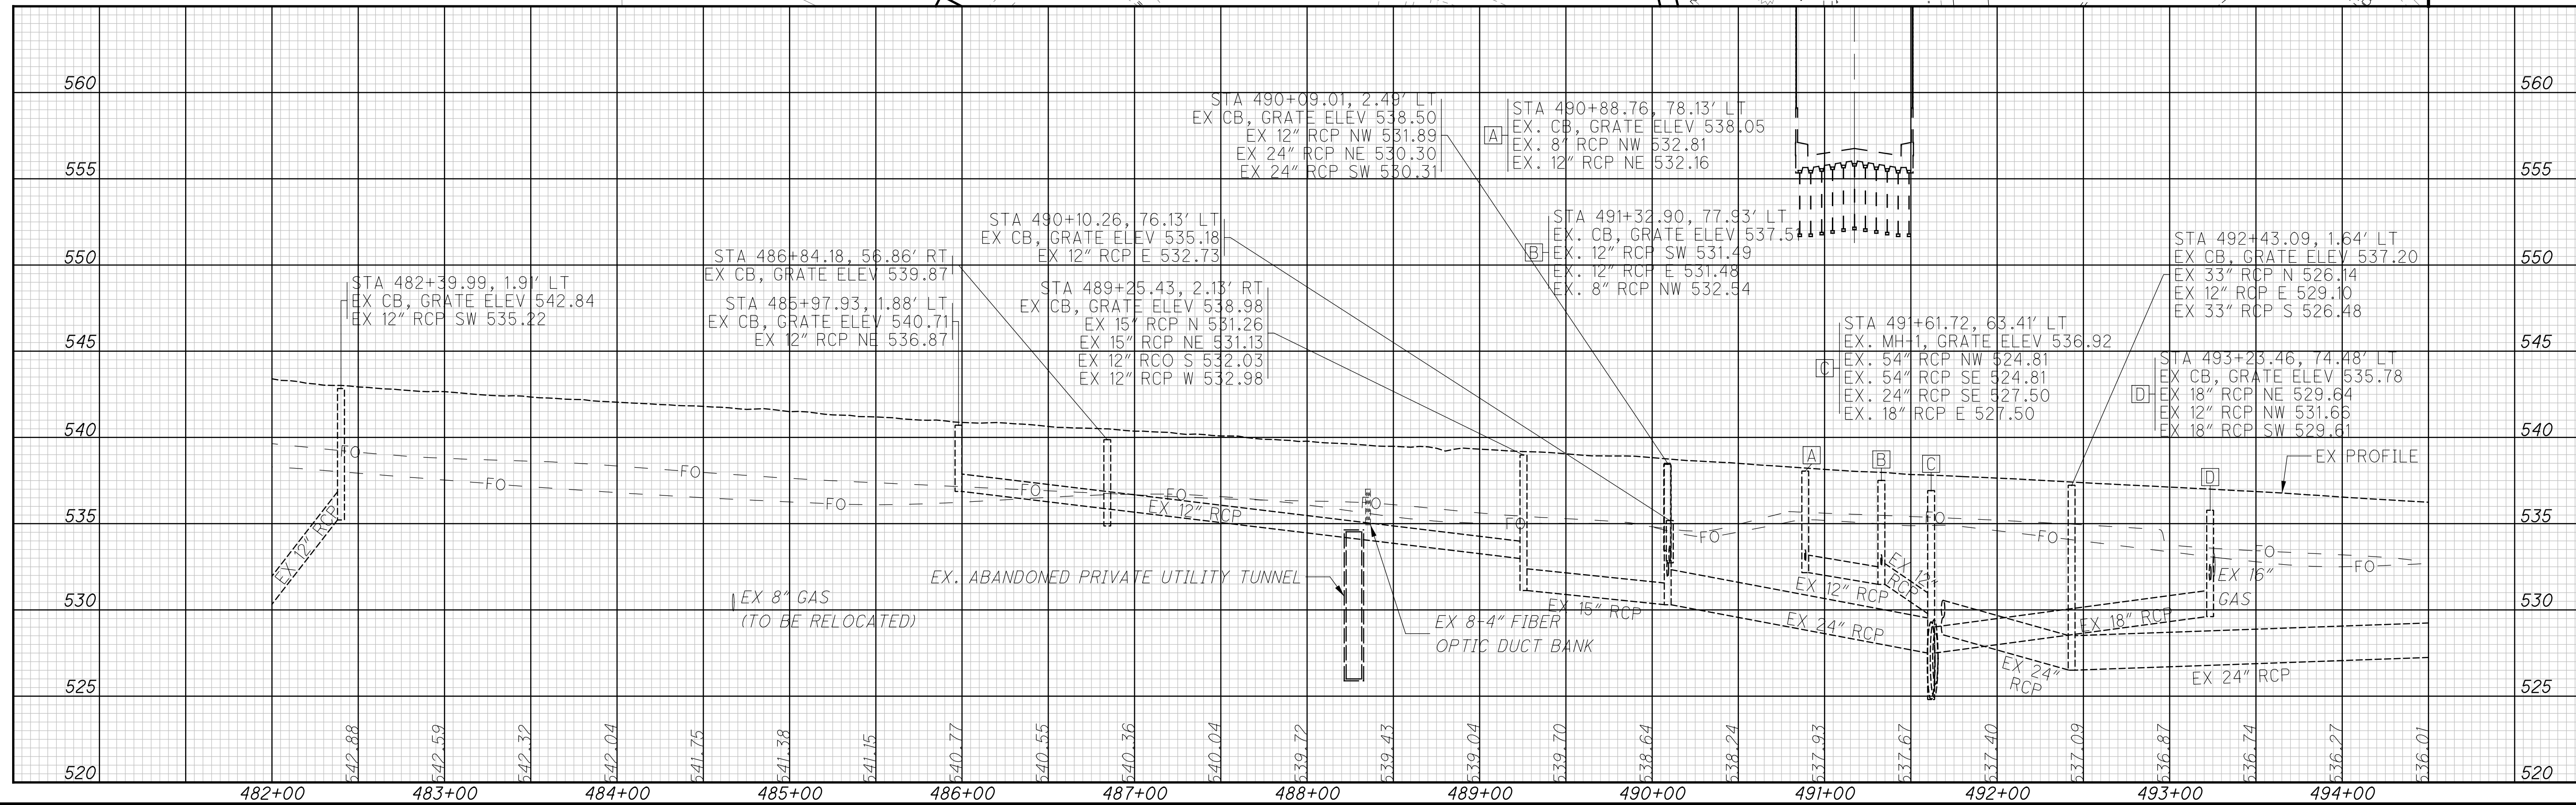 560
555
550
545
540
535
530
525
520
STA 482+39.99, 1.91' LT
EX CB, GRATE ELEV 542.84
EX 12" RCP SW 535.22
STA 486+84.18, 56.86' RT
EX CB, GRATE ELEV 539.87
STA 485+97.93, 1.88' LT
EX CB, GRATE ELEV 540.71
EX 12" RCP NE 536.87
STA 490+10.26, 76.13' LT
EX CB, GRATE ELEV 535.18
EX 12" RCP E 532.73
STA 489+25.43, 2.13' RT
EX CB, GRATE ELEV 538.98
EX 15" RCP N 531.26
EX 15" RCP NE 531.13
EX 12" RCO S 532.03
EX 12" RCP W 532.98
STA 490+09.01, 2.49' LT
EX CB, GRATE ELEV 538.50
EX 12" RCP NW 531.89
EX 24" RCP NE 530.30
EX 24" RCP SW 530.31
A
STA 490+88.76, 78.13' LT
EX. CB, GRATE ELEV 538.05
EX. 8" RCP NW 532.81
EX. 12" RCP NE 532.16
B
STA 491+32.90, 77.93' LT
EX. CB, GRATE ELEV 537.51
EX. 12" RCP SW 531.49
EX. 12" RCP E 531.48
EX. 8" RCP NW 532.54
C
STA 491+61.72, 63.41' LT
EX. MH-1, GRATE ELEV 536.92
EX. 54" RCP NW 524.81
EX. 54" RCP SE 524.81
EX. 24" RCP SE 527.50
EX. 18" RCP E 527.50
STA 492+43.09, 1.64' LT
EX CB, GRATE ELEV 537.20
EX 33" RCP N 526.14
EX 12" RCP E 529.10
EX 33" RCP S 526.48
D
STA 493+23.46, 74.48' LT
EX CB, GRATE ELEV 535.78
EX 18" RCP NE 529.64
EX 12" RCP NW 531.66
EX 18" RCP SW 529.61
EX PROFILE
A
B
C
D
FO
FO
FO
FO
FO
FO
FO
FO
FO
FO
FO
FO
FO
FO
EX 12" RCP
EX 12" RCP
EX 8" GAS
(TO BE RELOCATED)
EX. ABANDONED PRIVATE UTILITY TUNNEL
EX 8-4" FIBER
OPTIC DUCT BANK
EX 15" RCP
EX 12" RCP
EX 12"
RCP
EX 24" RCP
EX 24"
RCP
EX 18" RCP
EX 16"
GAS
EX 24" RCP
542.88
542.59
542.32
542.04
541.75
541.38
541.15
540.77
540.55
540.36
540.04
539.72
539.43
539.04
539.70
538.64
538.24
537.93
537.67
537.40
537.09
536.87
536.74
536.27
536.01
482+00
483+00
484+00
485+00
486+00
487+00
488+00
489+00
490+00
491+00
492+00
493+00
494+00
560
555
550
545
540
535
530
525
520